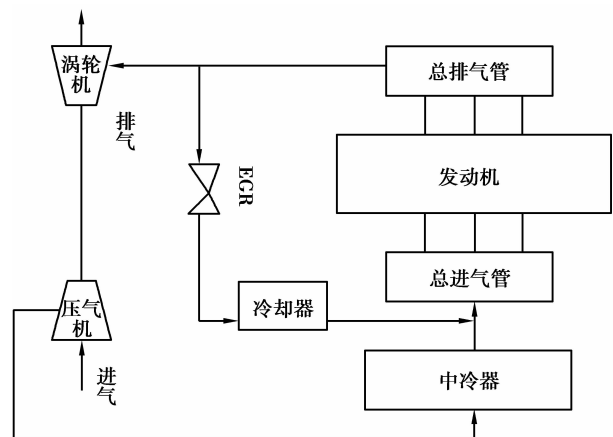 涡轮
机
总排气管
排
气
EGR
发动机
总进气管
压气
机
冷却器
进
气
中冷器